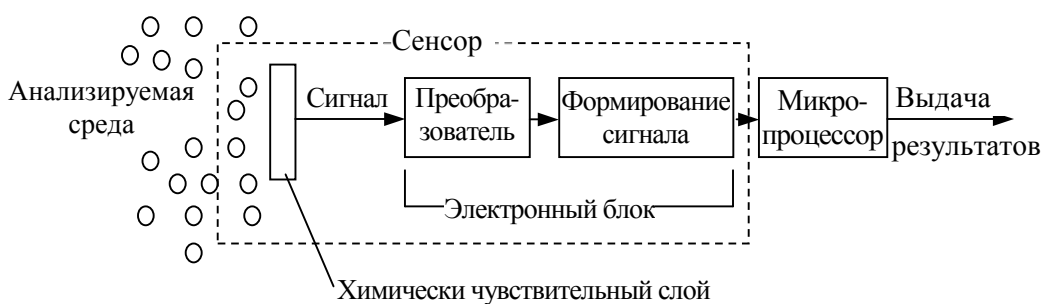 Сенсор
Анализируемая
среда
Сигнал
Преобра-
зователь
Формирование
сигнала
Микро-
процессор
Выдача
результатов
Электронный блок
Химически чувствительный слой